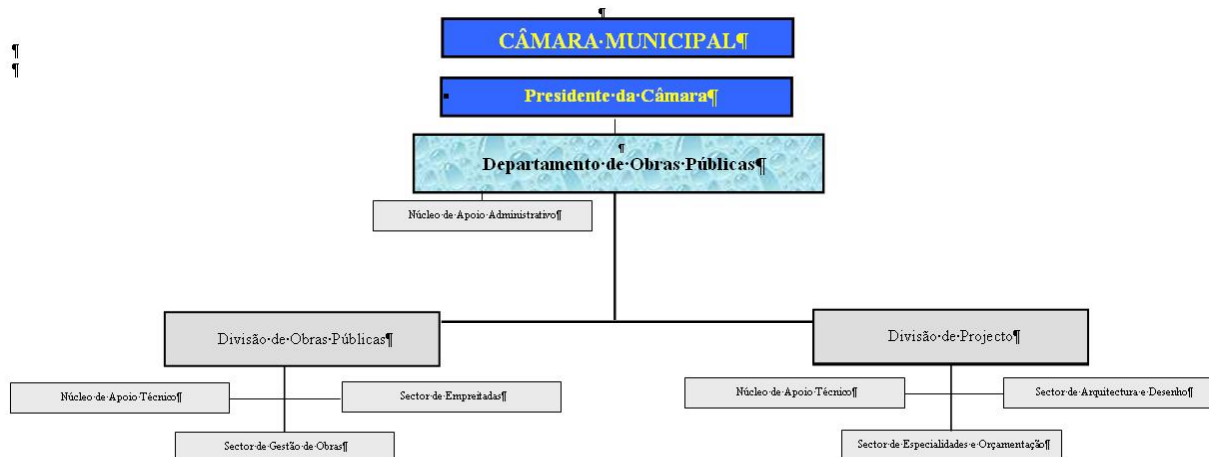 ¶
CÂMARA·MUNICIPAL¶
¶
¶
Presidente·da·Câmara¶
¶
Departamento·de·Obras·Públicas¶
Núcleo·de·Apoio·Administrativo¶
Divisão·de·Obras·Públicas¶
Divisão·de·Projecto¶
Núcleo·de·Apoio·Técnico¶
Sector·de·Empreitadas¶
Núcleo·de·Apoio·Técnico¶
Sector·de·Arquitectura·e·Desenho¶
Sector·de·Gestão·de·Obras¶
Sector·de·Especialidades·e·Orçamentação¶